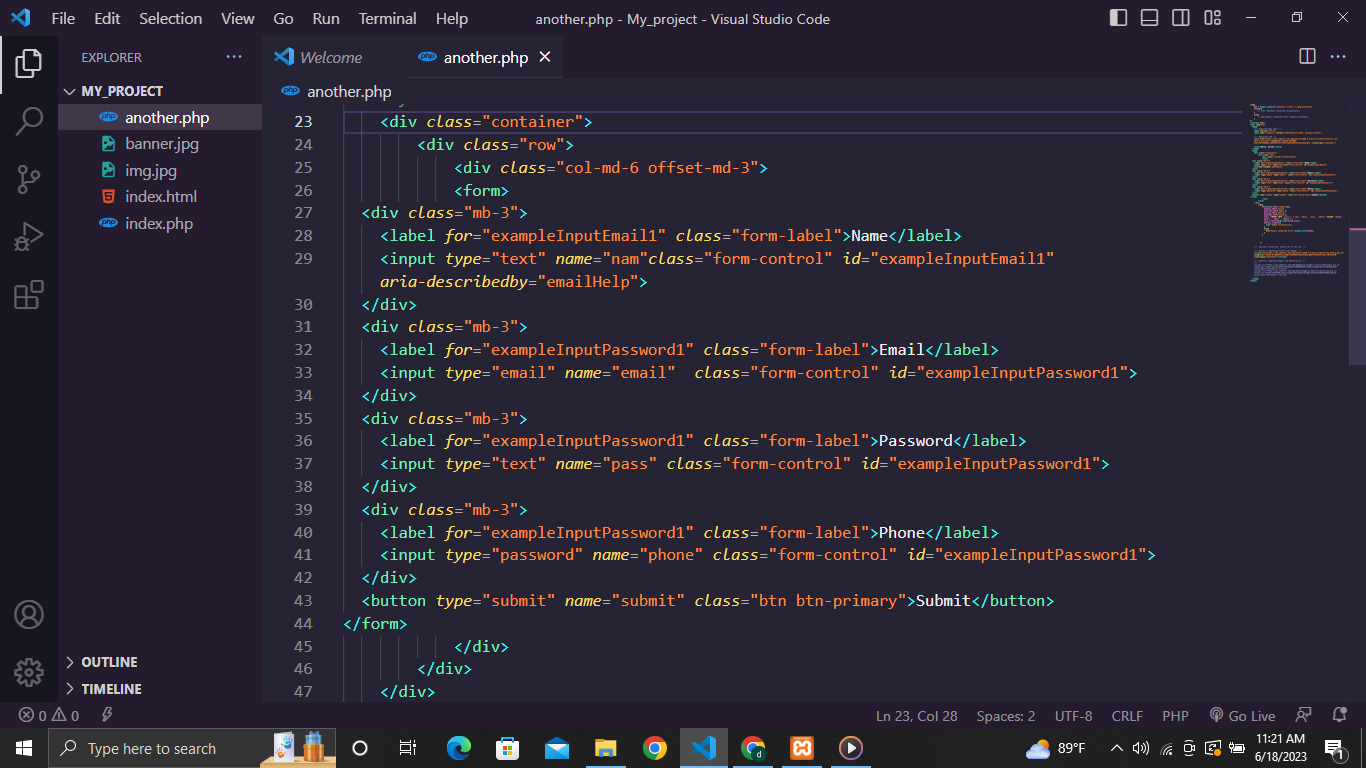 File Edit Selection View Go Run Terminal Help another.php - My_project - Visual Studio Code
EXPLORER
Welcome
another.php
MY_PROJECT
another.php
banner.jpg
img.jpg
index.html
index.php
OUTLINE
TIMELINE
another.php
23 <div class="container">
24 <div class="row">
25 <div class="col-md-6 offset-md-3">
26 <form>
27 <div class="mb-3">
28 <label for="exampleInputEmail1" class="form-label">Name</label>
29 <input type="text" name="nam"class="form-control" id="exampleInputEmail1"
aria-describedby="emailHelp">
30 </div>
31 <div class="mb-3">
32 <label for="exampleInputPassword1" class="form-label">Email</label>
33 <input type="email" name="email"  class="form-control" id="exampleInputPassword1">
34 </div>
35 <div class="mb-3">
36 <label for="exampleInputPassword1" class="form-label">Password</label>
37 <input type="text" name="pass" class="form-control" id="exampleInputPassword1">
38 </div>
39 <div class="mb-3">
40 <label for="exampleInputPassword1" class="form-label">Phone</label>
41 <input type="password" name="phone" class="form-control" id="exampleInputPassword1">
42 </div>
43 <button type="submit" name="submit" class="btn btn-primary">Submit</button>
44 </form>
45 </div>
46 </div>
47 </div>
0 0 Ln 23, Col 28 Spaces: 2 UTF-8 CRLF PHP Go Live
Type here to search
89°F
11:21 AM
6/18/2023
1